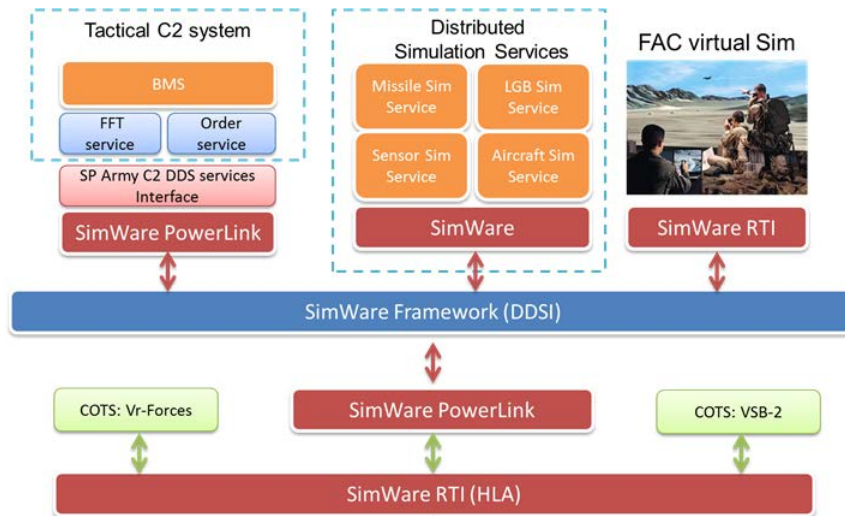 Tactical C2 system
BMS
FFT
service
Order
service
SP Army C2 DDS services
Interface
SimWare PowerLink
Distributed
Simulation Services
Missile Sim
Service
LGB Sim
Service
Sensor Sim
Service
Aircraft Sim
Service
SimWare
FAC virtual Sim
SimWare RTI
SimWare Framework (DDSI)
COTS: Vr-Forces
SimWare PowerLink
COTS: VSB-2
SimWare RTI (HLA)